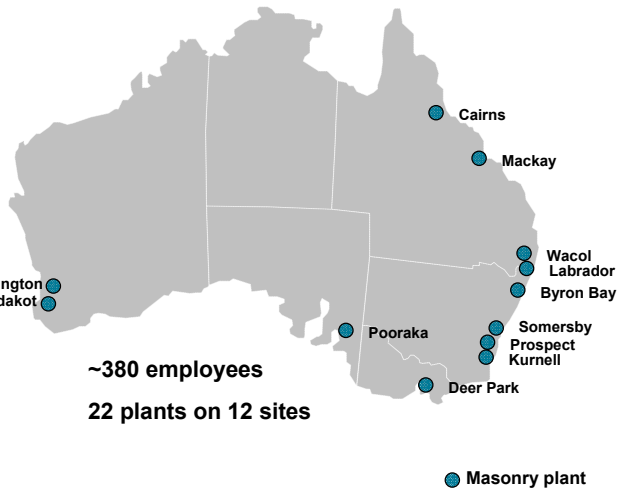 Cairns
Mackay
Wacol
Labrador
Byron Bay
Somersby
Prospect
Kurnell
Pooraka
Deer Park
~380 employees
22 plants on 12 sites
Masonry plant